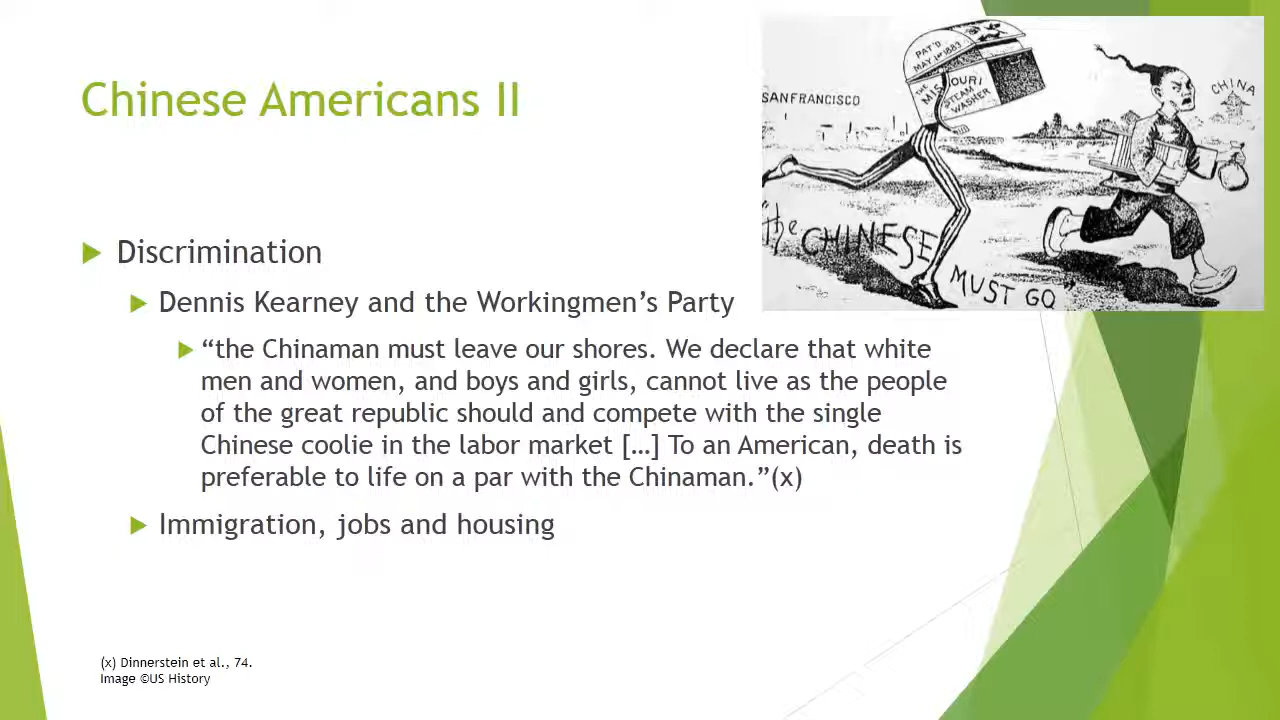 Chinese Americans II
SANFRANCISCO
PAT'D
MAY 1st 1883
THE
MIS OURI
STEAM
WASHER
CHINA
"the CHINESE
MUST GO"
Discrimination
Dennis Kearney and the Workingmen’s Party
“the Chinaman must leave our shores. We declare that white
men and women, and boys and girls, cannot live as the people
of the great republic should and compete with the single
Chinese coolie in the labor market […] To an American, death is
preferable to life on a par with the Chinaman.”(x)
Immigration, jobs and housing
(x) Dinnerstein et al., 74.
Image ©US History